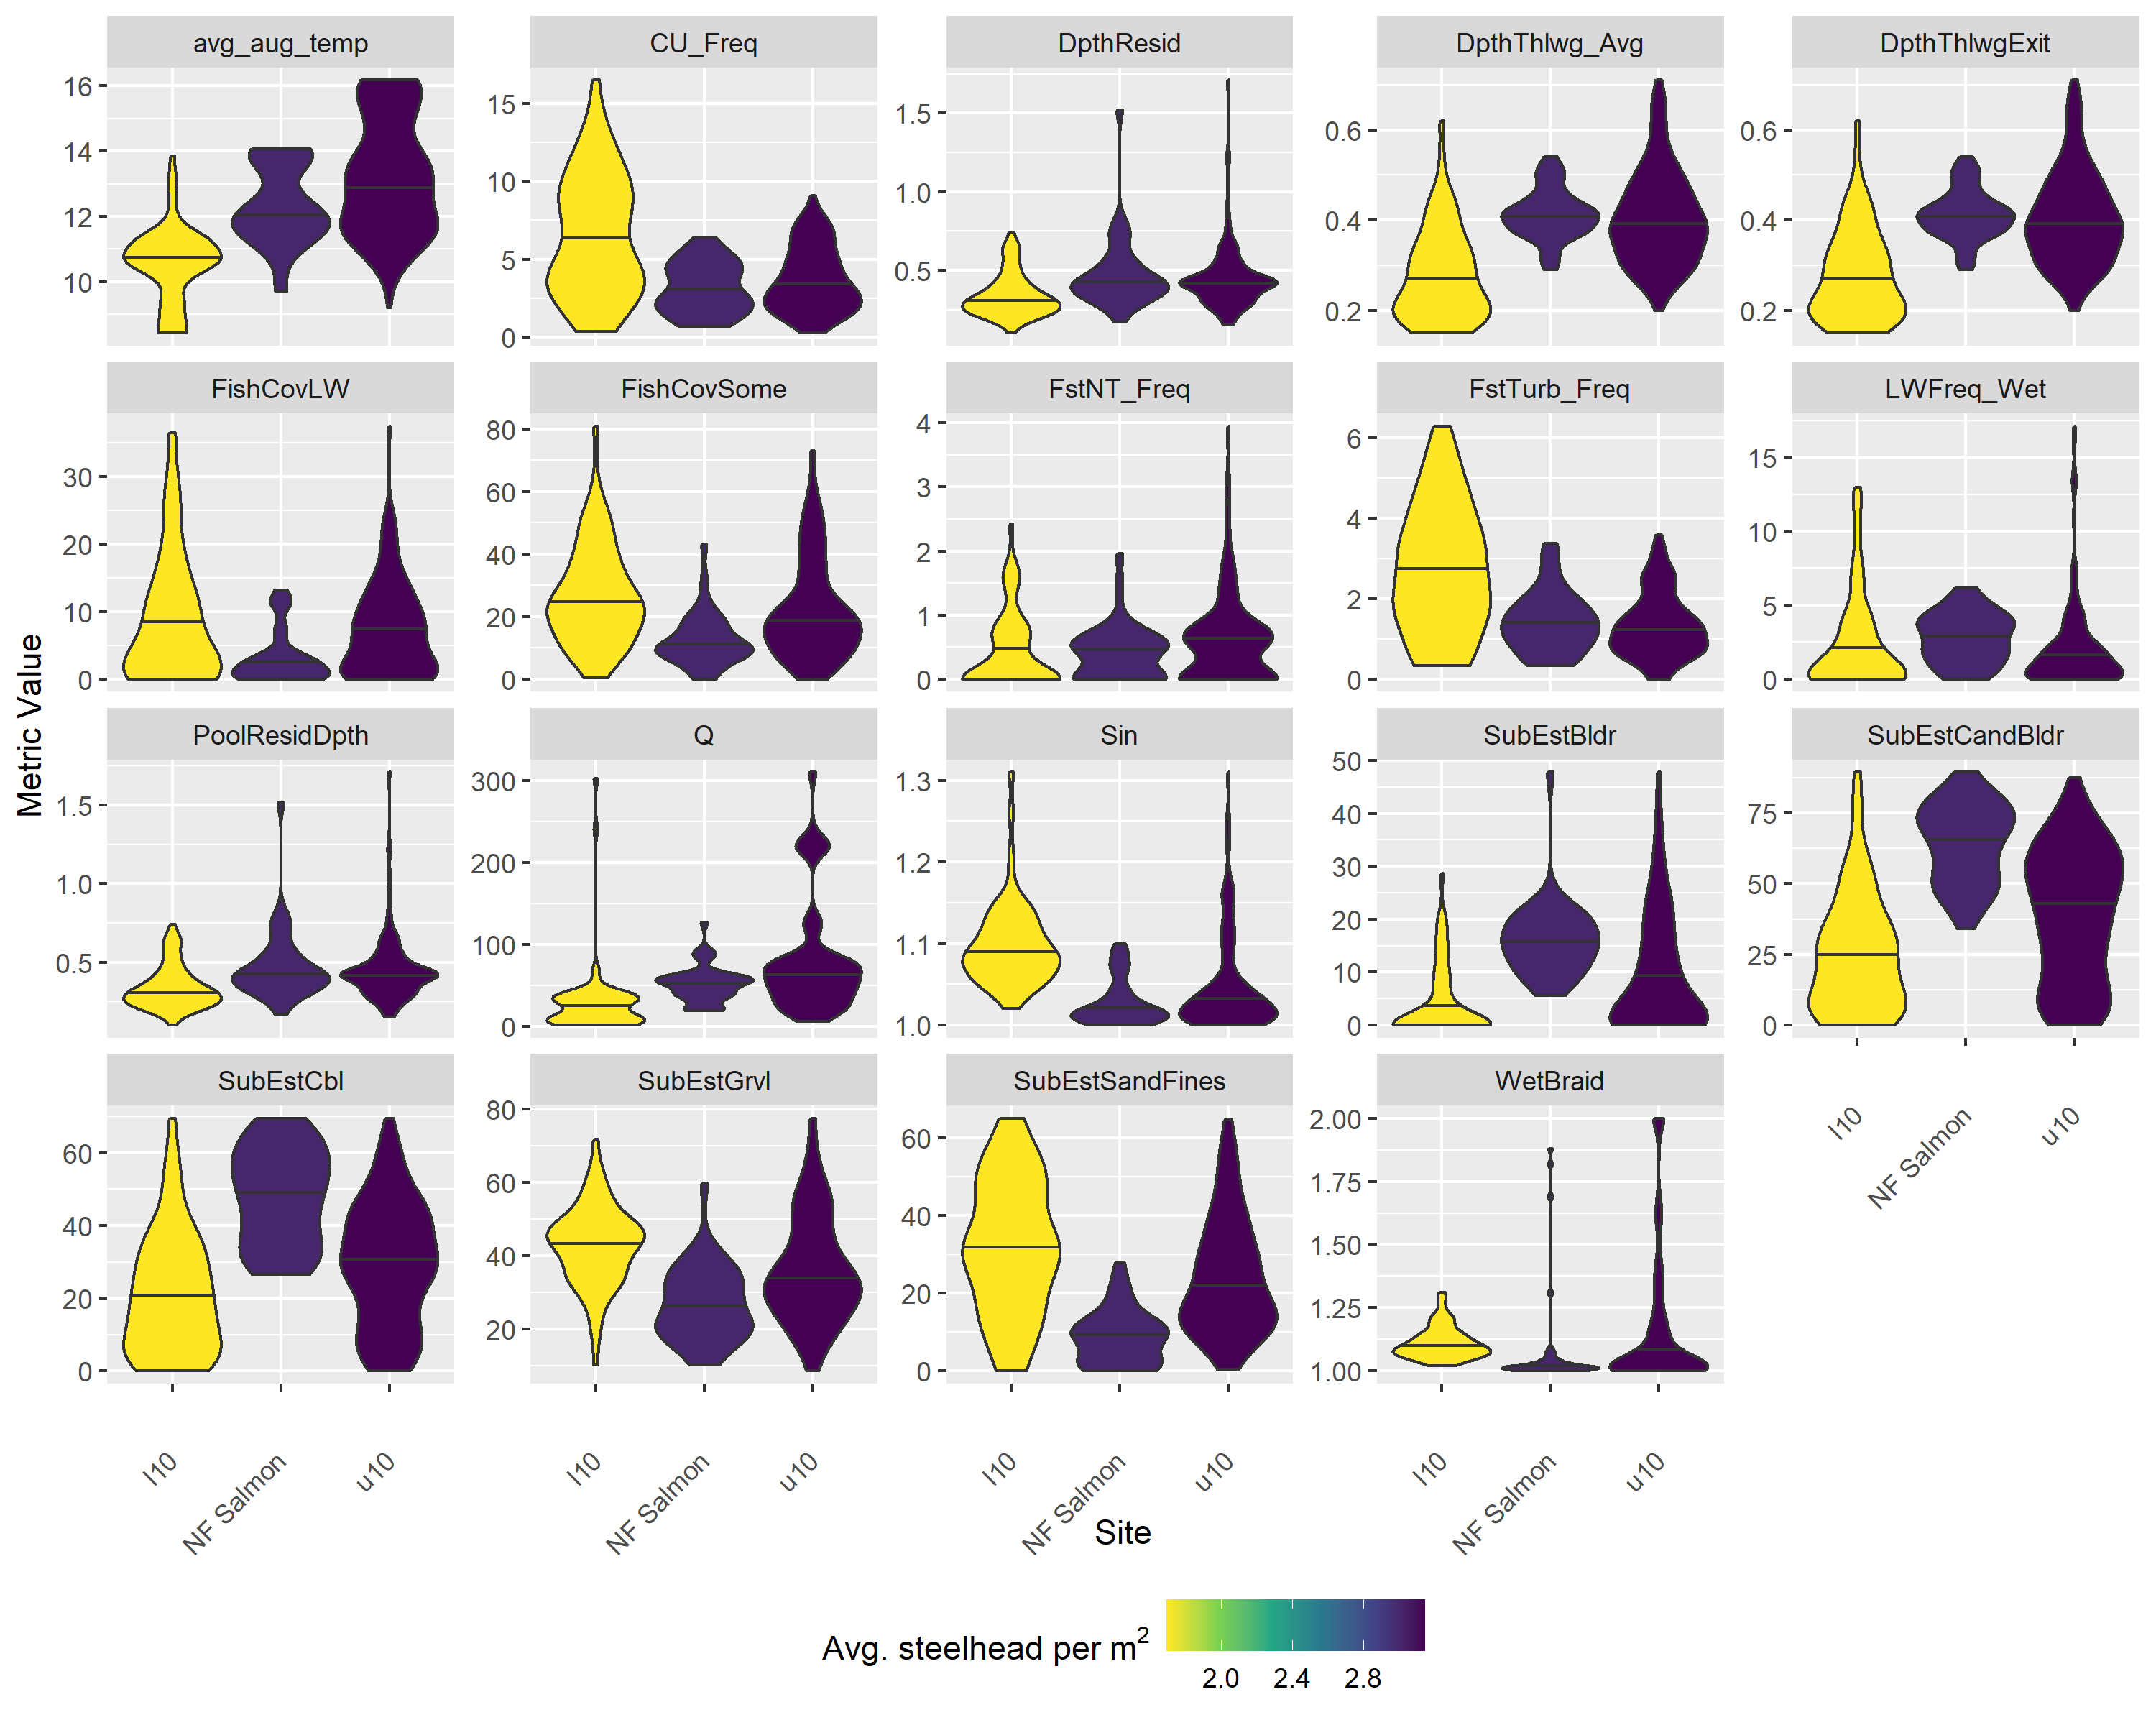 avg_aug_temp CU_Freq DpthResid DpthThlwg_Avg DpthThlwgExit
16 14 12 10
15 10 5 0
1.5 1.0 0.5
0.6 0.4 0.2
0.6 0.4 0.2
FishCovLW FishCovSome FstNT_Freq FstTurb_Freq LWFreq_Wet
30 20 10 0
80 60 40 20 0
4 3 2 1 0
6 4 2 0
15 10 5 0
Metric Value
PoolResidDpth Q Sin SubEstBldr SubEstCandBldr
1.5 1.0 0.5
300 200 100 0
1.3 1.2 1.1 1.0
50 40 30 20 10 0
75 50 25 0
l10 NF Salmon u10
SubEstCbl SubEstGrvl SubEstSandFines WetBraid
60 40 20 0
80 60 40 20
60 40 20 0
2.00 1.75 1.50 1.25 1.00
l10 NF Salmon u10
l10 NF Salmon u10
l10 NF Salmon u10
l10 NF Salmon u10
Site
Avg. steelhead per m2
2.0 2.4 2.8